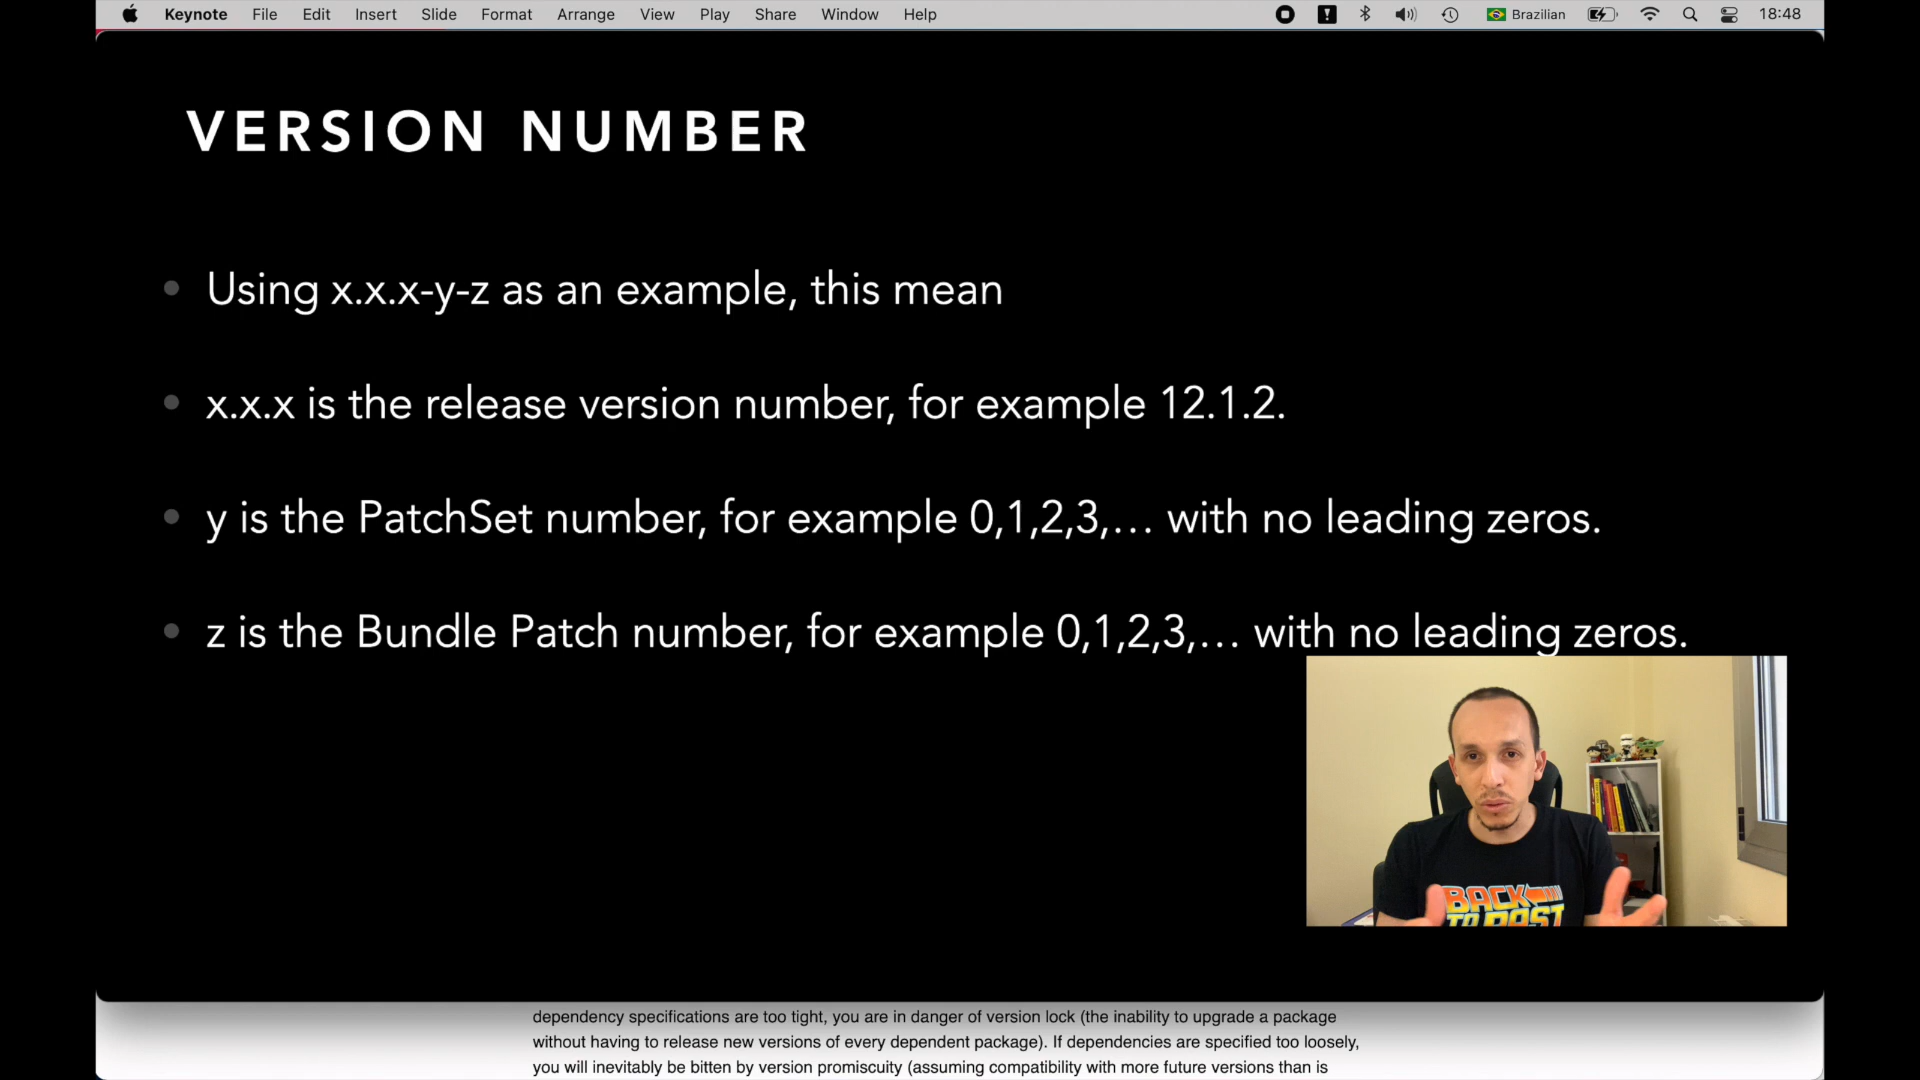 Keynote File Edit Insert Slide Format Arrange View Play Share Window Help Brazilian 18:48
VERSION NUMBER
Using x.x.x-y-z as an example, this mean
x.x.x is the release version number, for example 12.1.2.
y is the PatchSet number, for example 0,1,2,3,… with no leading zeros.
z is the Bundle Patch number, for example 0,1,2,3,… with no leading zeros.
BACK
TO PAST
dependency specifications are too tight, you are in danger of version lock (the inability to upgrade a package
without having to release new versions of every dependent package). If dependencies are specified too loosely,
you will inevitably be bitten by version promiscuity (assuming compatibility with more future versions than is